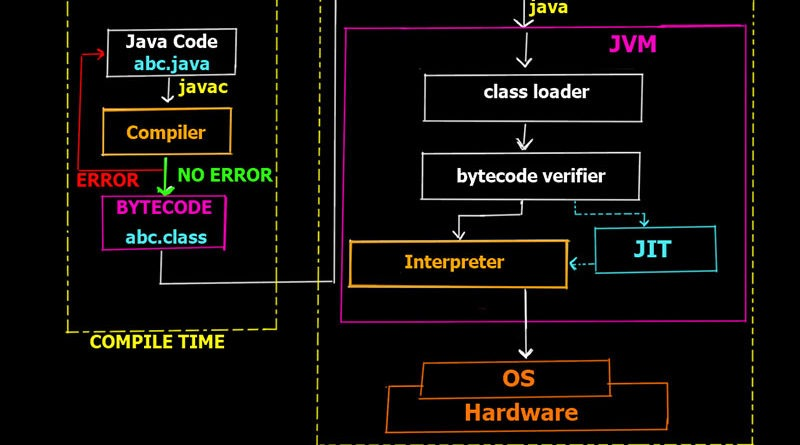 Java Code
abc.java
javac
Compiler
ERROR
NO ERROR
BYTECODE
abc.class
COMPILE TIME
java
JVM
class loader
bytecode verifier
Interpreter
JIT
OS
Hardware